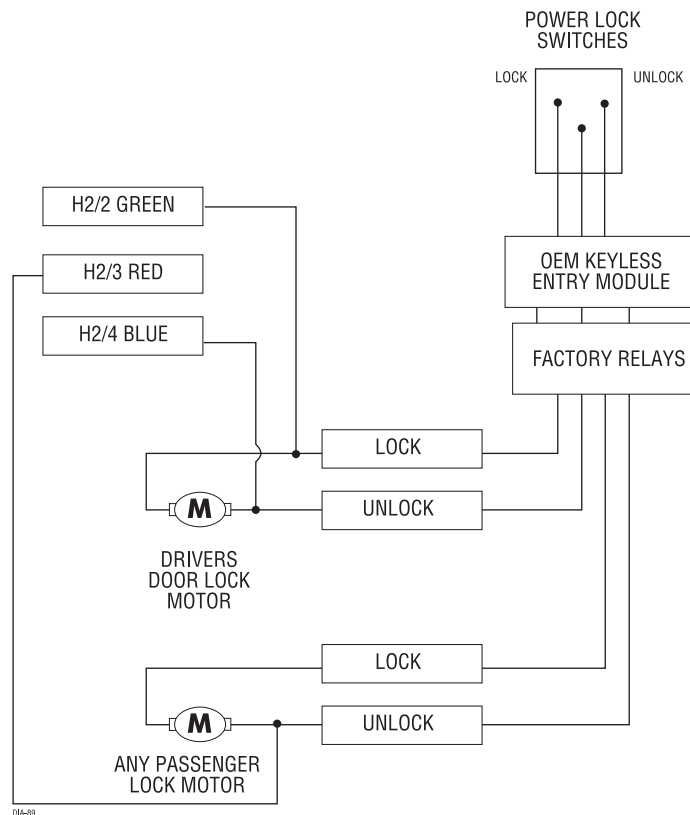 POWER LOCK
SWITCHES
LOCK
UNLOCK
H2/2 GREEN
H2/3 RED
H2/4 BLUE
OEM KEYLESS
ENTRY MODULE
FACTORY RELAYS
LOCK
M
UNLOCK
DRIVERS
DOOR LOCK
MOTOR
LOCK
M
UNLOCK
ANY PASSENGER
LOCK MOTOR
DIA-89